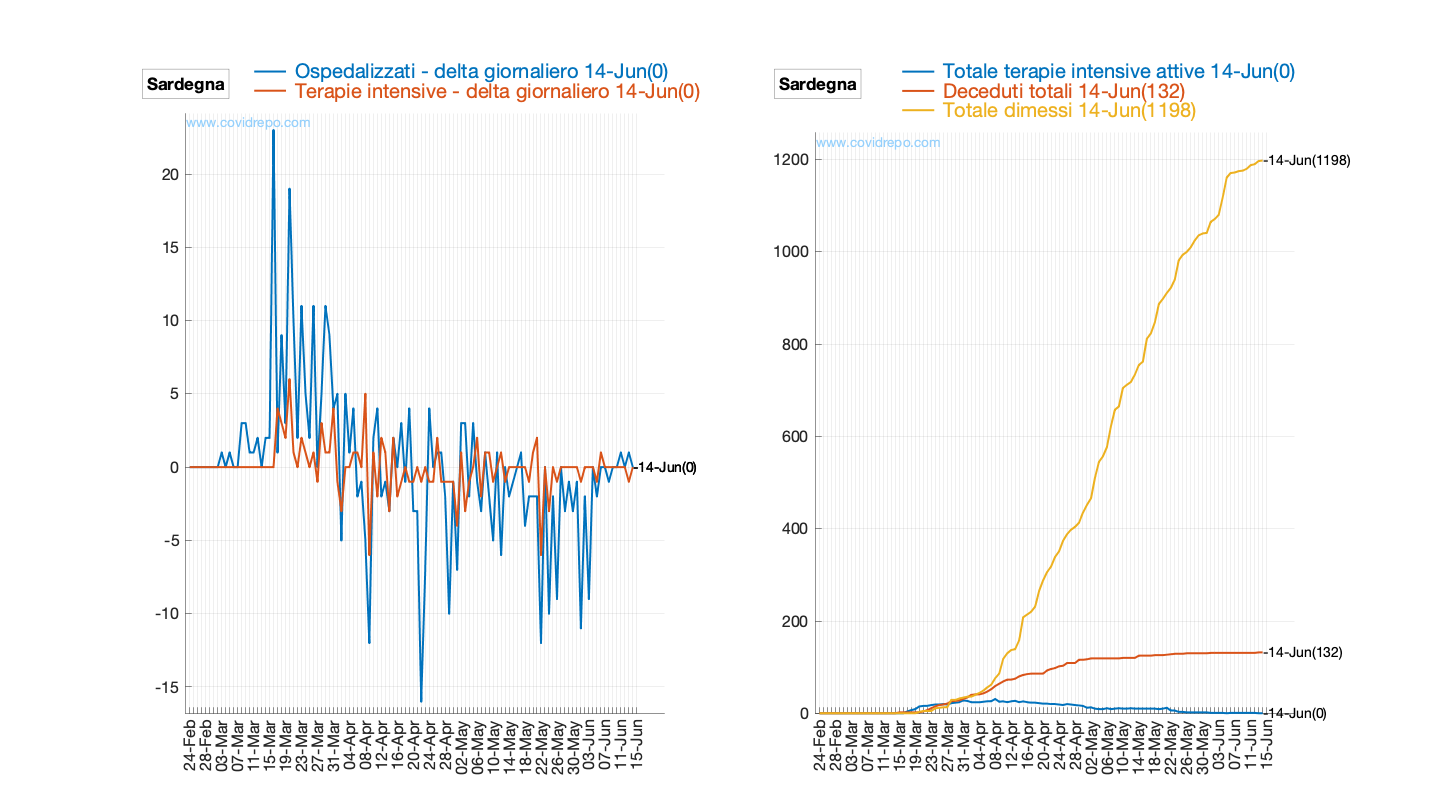 Sardegna
Ospedalizzati - delta giornaliero 14-Jun(0)
Terapie intensive - delta giornaliero 14-Jun(0)
www.covidrepo.com
20
15
10
5
0
-5
-10
-15
-14-Jun(0)
24-Feb
28-Feb
03-Mar
07-Mar
11-Mar
15-Mar
19-Mar
23-Mar
27-Mar
31-Mar
04-Apr
08-Apr
12-Apr
16-Apr
20-Apr
24-Apr
28-Apr
02-May
06-May
10-May
14-May
18-May
22-May
26-May
30-May
03-Jun
07-Jun
11-Jun
15-Jun
Sardegna
Totale terapie intensive attive 14-Jun(0)
Deceduti totali 14-Jun(132)
Totale dimessi 14-Jun(1198)
www.covidrepo.com
1200
1000
800
600
400
200
0
-14-Jun(1198)
-14-Jun(132)
-14-Jun(0)
24-Feb
28-Feb
03-Mar
07-Mar
11-Mar
15-Mar
19-Mar
23-Mar
27-Mar
31-Mar
04-Apr
08-Apr
12-Apr
16-Apr
20-Apr
24-Apr
28-Apr
02-May
06-May
10-May
14-May
18-May
22-May
26-May
30-May
03-Jun
07-Jun
11-Jun
15-Jun